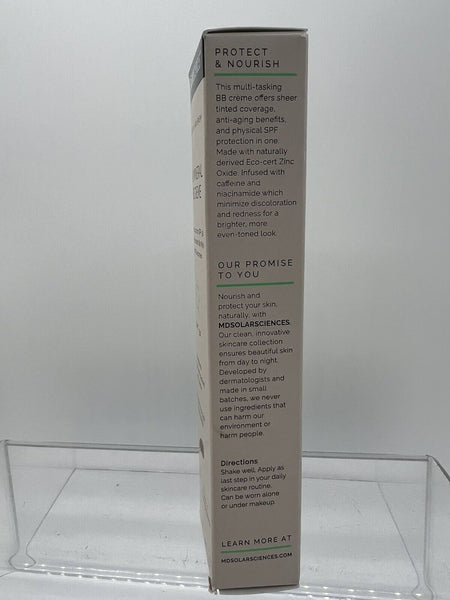 PROTECT
& NOURISH
This multi-tasking
BB crème offers sheer
tinted coverage,
anti-aging benefits,
and physical SPF
protection in one.
Made with naturally
derived Eco-cert Zinc
Oxide. Infused with
caffeine and
niacinamide which
minimize discoloration
and redness for a
brighter, more
even-toned look.
OUR PROMISE
TO YOU
Nourish and
protect your skin,
naturally, with
MDSOLARSCIENCES.
Our clean, innovative
skincare collection
ensures beautiful skin
from day to night.
Developed by
dermatologists and
made in small
batches, we never
use ingredients that
can harm our
environment or
harm people.
Directions
Shake well. Apply as
last step in your daily
skincare routine.
Can be worn alone
or under makeup.
LEARN MORE AT
MDSOLARSCIENCES.COM